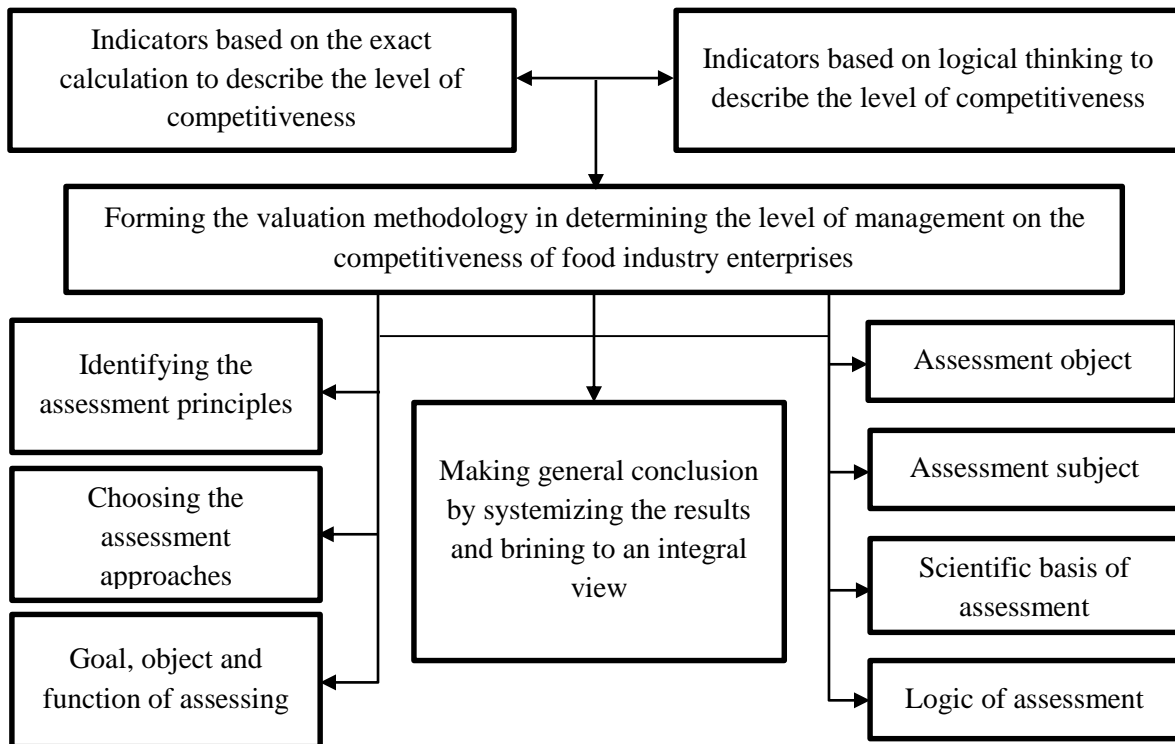 Indicators based on the exact
calculation to describe the level of
competitiveness
Indicators based on logical thinking to
describe the level of competitiveness
Forming the valuation methodology in determining the level of management on the
competitiveness of food industry enterprises
Identifying the
assessment principles
Choosing the
assessment
approaches
Goal, object and
function of assessing
Making general conclusion
by systemizing the results
and brining to an integral
view
Assessment object
Assessment subject
Scientific basis of
assessment
Logic of assessment